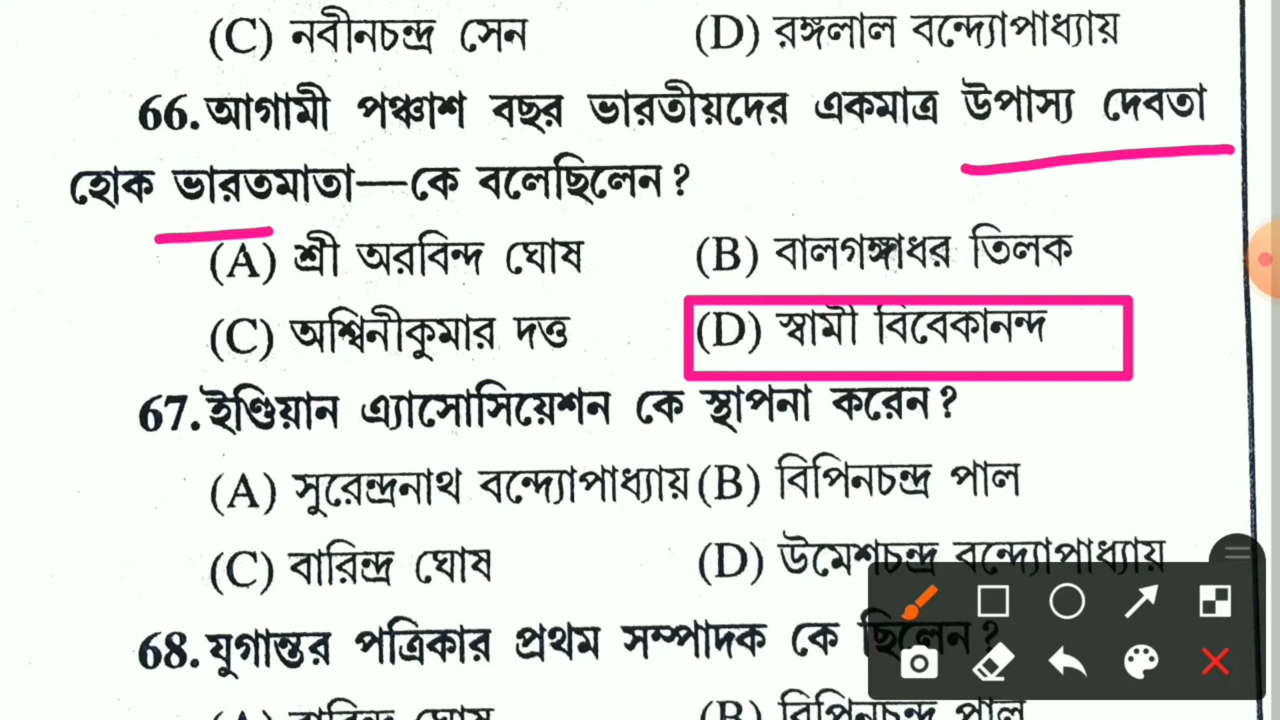 (C) নবীনচন্দ্র সেন (D) রঙ্গলাল বন্দ্যোপাধ্যায়
66. আগামী পঞ্চাশ বছর ভারতীয়দের একমাত্র উপাস্য দেবতা
হোক ভারতমাতা—কে বলেছিলেন?
(A) শ্রী অরবিন্দ ঘোষ (B) বালগঙ্গাধর তিলক
(C) অশ্বিনীকুমার দত্ত (D) স্বামী বিবেকানন্দ
67. ইণ্ডিয়ান এ্যাসোসিয়েশন কে স্থাপনা করেন?
(A) সুরেন্দ্রনাথ বন্দ্যোপাধ্যায় (B) বিপিনচন্দ্র পাল
(C) বারিন্দ্র ঘোষ (D) উমেশচন্দ্র বন্দ্যোপাধ্যায়
68. যুগান্তর পত্রিকার প্রথম সম্পাদক কে ছিলেন?
(A) বারিন্দ্র ঘোষ (B) বিপিনচন্দ্র পাল